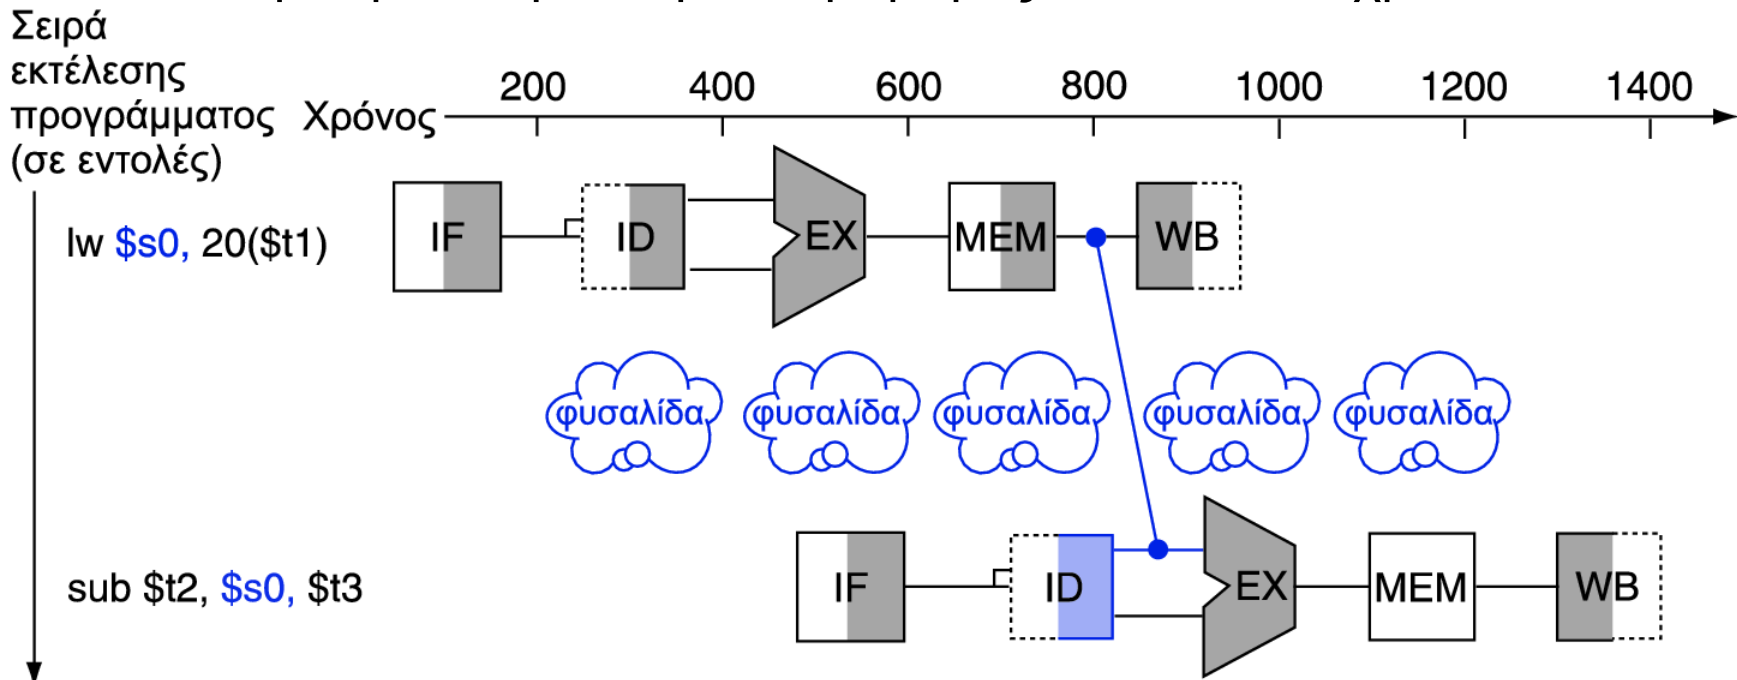 Σειρά
εκτέλεσης
προγράμματος
(σε εντολές)
Χρόνος
200 400 600 800 1000 1200 1400
lw $s0, 20($t1)
IF ID EX MEM WB
φυσαλίδα φυσαλίδα φυσαλίδα φυσαλίδα φυσαλίδα
sub $t2, $s0, $t3
IF ID EX MEM WB